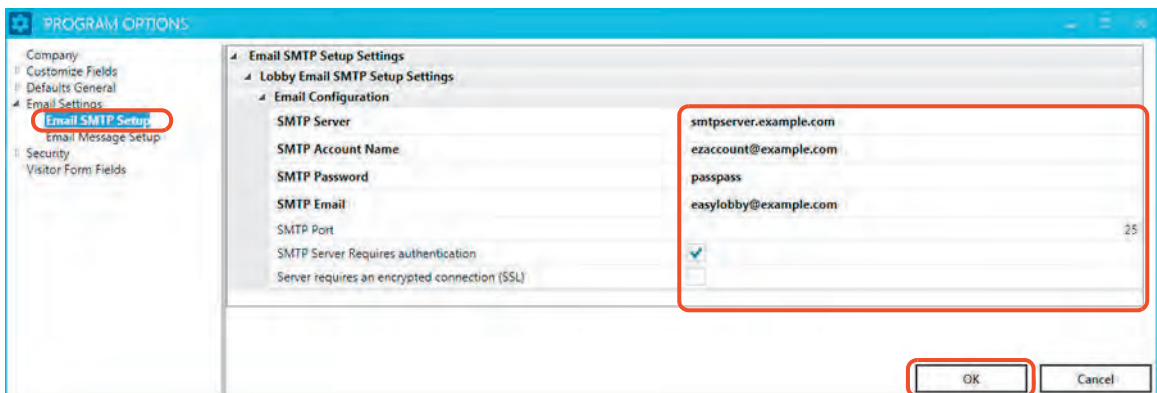 PROGRAM OPTIONS
Company
Customize Fields
Defaults General
Email Settings
Email SMTP Setup
Email Message Setup
Security
Visitor Form Fields
Email SMTP Setup Settings
Lobby Email SMTP Setup Settings
Email Configuration
SMTP Server smtpserver.example.com
SMTP Account Name ezaccount@example.com
SMTP Password passpass
SMTP Email easylobby@example.com
SMTP Port 25
SMTP Server Requires authentication
Server requires an encrypted connection (SSL)
OK Cancel